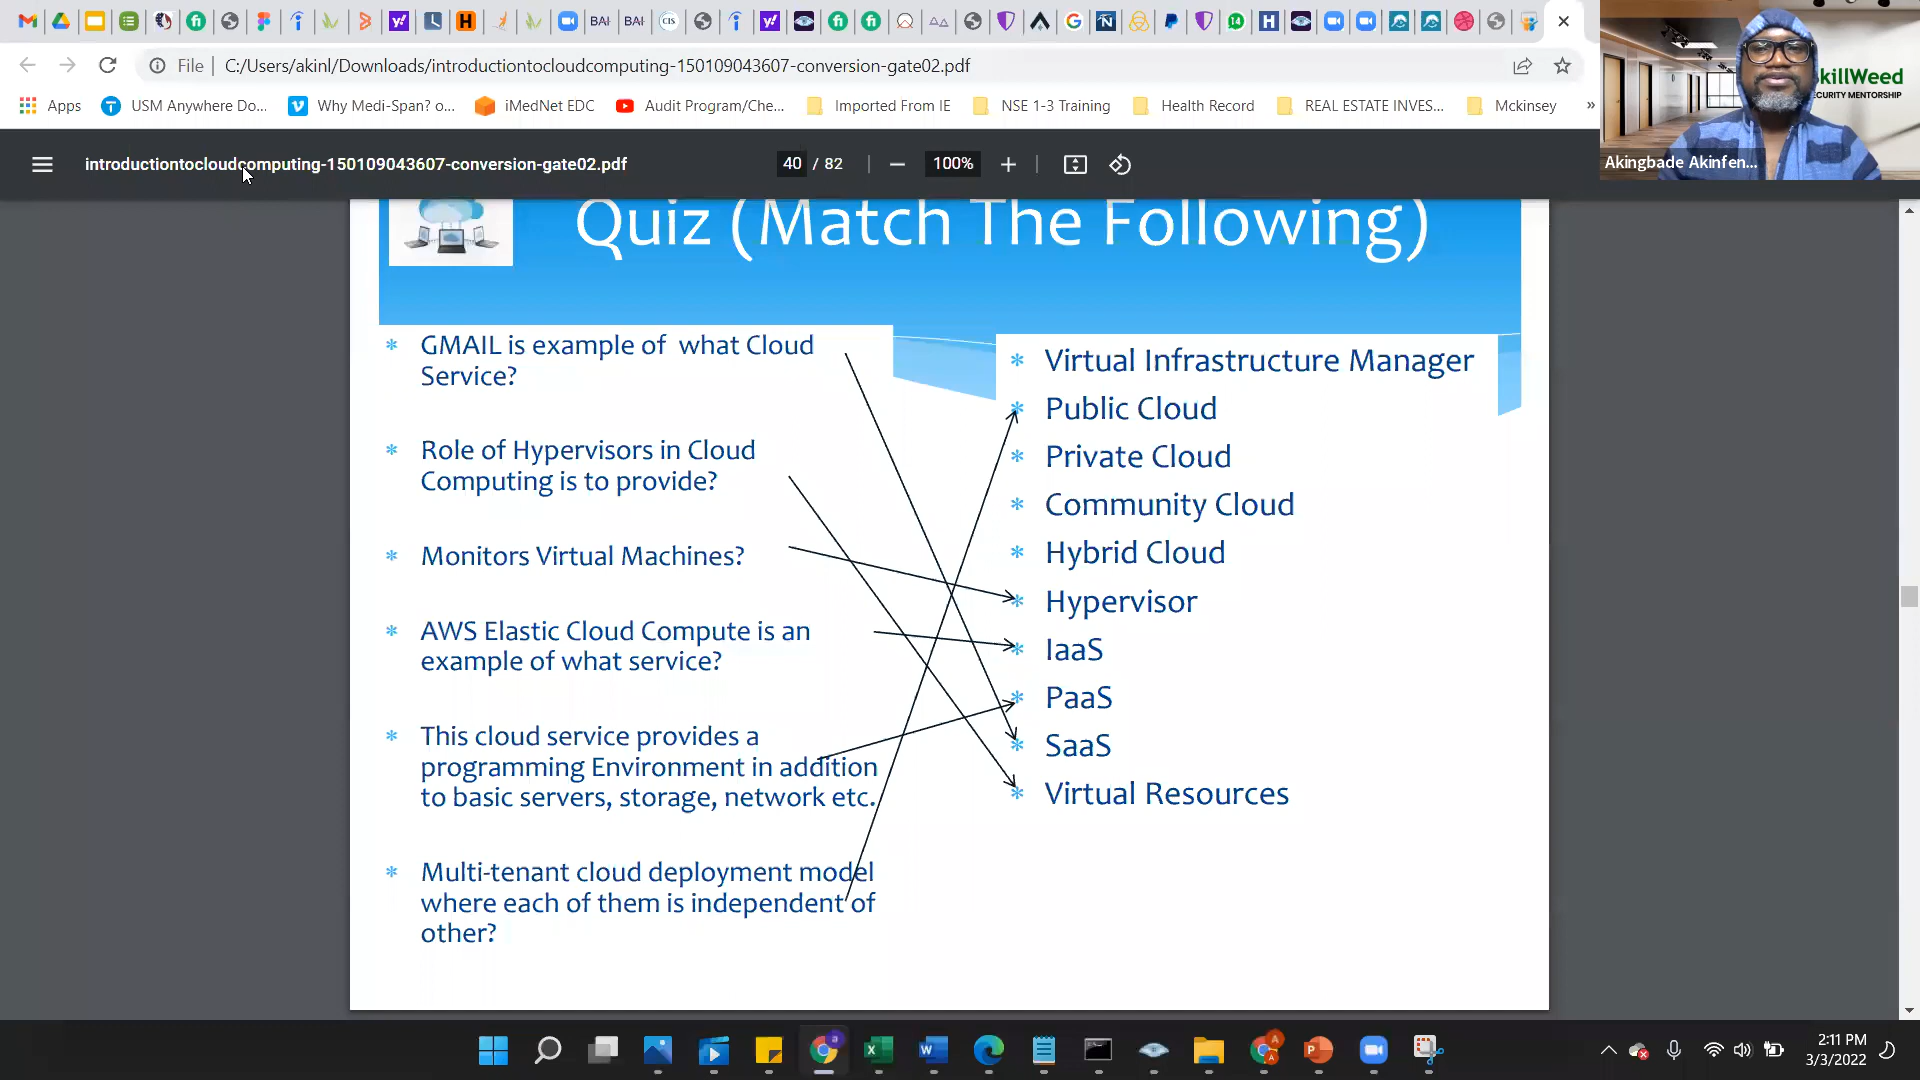 File
C:/Users/akinl/Downloads/introductiontocloudcomputing-150109043607-conversion-gate02.pdf
Apps
USM Anywhere Do...
Why Medi-Span? o...
iMedNet EDC
Audit Program/Che...
Imported From IE
NSE 1-3 Training
Health Record
REAL ESTATE INVES...
Mckinsey
»
killWeed
CURITY MENTORSHIP
Akingbade Akinfen...
introductiontocloudcomputing-150109043607-conversion-gate02.pdf
40 / 82
100%
Quiz (Match The Following)
* GMAIL is example of what Cloud
Service?
* Role of Hypervisors in Cloud
Computing is to provide?
* Monitors Virtual Machines?
* AWS Elastic Cloud Compute is an
example of what service?
* This cloud service provides a
programming Environment in addition
to basic servers, storage, network etc.
* Multi-tenant cloud deployment model
where each of them is independent of
other?
* Virtual Infrastructure Manager
* Public Cloud
* Private Cloud
* Community Cloud
* Hybrid Cloud
* Hypervisor
* IaaS
* PaaS
* SaaS
* Virtual Resources
2:11 PM
3/3/2022